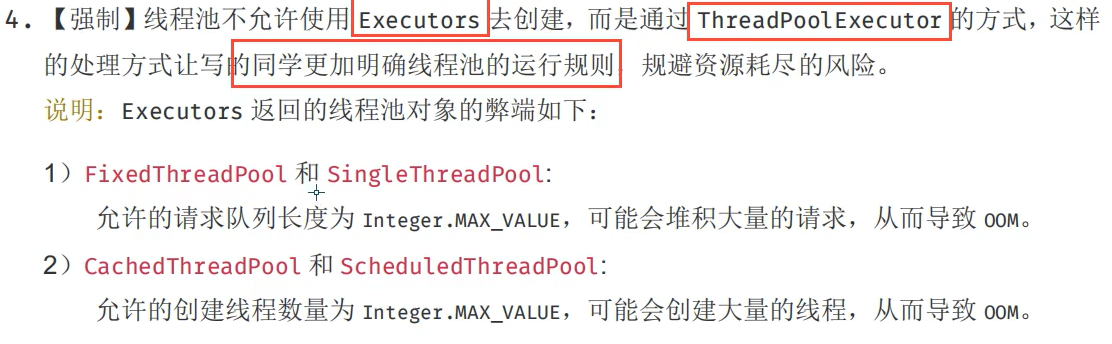 4.【强制】线程池不允许使用 Executors 去创建，而是通过 ThreadPoolExecutor 的方式，这样
的处理方式让写的同学更加明确线程池的运行规则，规避资源耗尽的风险。
说明：Executors 返回的线程池对象的弊端如下：
1）FixedThreadPool 和 SingleThreadPool:
允许的请求队列长度为 Integer.MAX_VALUE，可能会堆积大量的请求，从而导致 OOM。
2）CachedThreadPool 和 ScheduledThreadPool:
允许的创建线程数量为 Integer.MAX_VALUE，可能会创建大量的线程，从而导致 OOM。